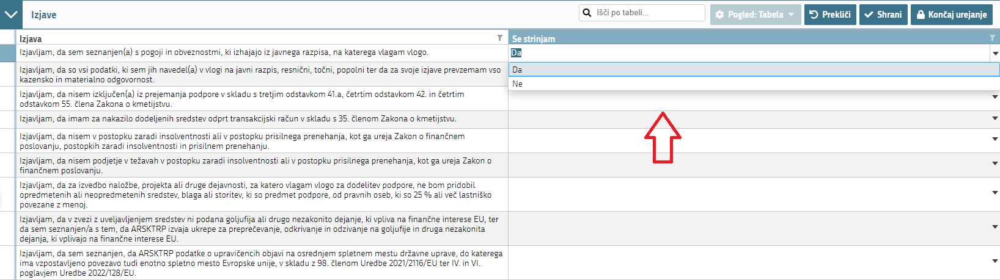 Izjave
Išči po tabeli...
Pogled: Tabela
Prekliči
Shrani
Končaj urejanje
Izjava
Se strinjam
Izjavljam, da sem seznanjen(a) s pogoji in obveznostmi, ki izhajajo iz javnega razpisa, na katerega vlagam vlogo.
Da
Da
Ne
Izjavljam, da so vsi podatki, ki sem jih navedel(a) v vlogi na javni razpis, resnični, točni, popolni ter da za svoje izjave prevzemam vso
kazensko in materialno odgovornost.
Izjavljam, da nisem izključen(a) iz prejemanja podpore v skladu s tretjim odstavkom 41.a, četrtim odstavkom 42. in četrtim
odstavkom 55. člena Zakona o kmetijstvu.
Izjavljam, da imam za nakazilo dodeljenih sredstev odprt transakcijski račun v skladu s 35. členom Zakona o kmetijstvu.
Izjavljam, da nisem v postopku zaradi insolventnosti ali v postopku prisilnega prenehanja, kot ga ureja Zakon o finančnem
poslovanju, postopkih zaradi insolventnosti in prisilnem prenehanju.
Izjavljam, da nisem podjetje v težavah v postopku zaradi insolventnosti ali v postopku prisilnega prenehanja, kot ga ureja Zakon o
finančnem poslovanju.
Izjavljam, da za izvedbo naložbe, projekta ali druge dejavnosti, za katero vlagam vlogo za dodelitev podpore, ne bom pridobil
opredmetenih ali neopredmetenih sredstev, blaga ali storitev, ki so predmet podpore, od pravnih oseb, ki so 25 % ali več lastniško
povezane z menoj.
Izjavljam, da v zvezi z uveljavljenjem sredstev ni podana goljufija ali drugo nezakonito dejanje, ki vpliva na finančne interese EU, ter
da sem seznanjen/a s tem, da ARSKTRP izvaja ukrepe za preprečevanje, odkrivanje in odzivanje na goljufije in druga nezakonita
dejanja, ki vplivajo na finančne interese EU.
Izjavljam, da sem seznanjen, da ARSKTRP podatke o upravičencih objavi na osrednjem spletnem mestu državne uprave, do katerega
ima vzpostavljeno povezavo tudi enotno spletno mesto Evropske unije, v skladu z 98. členom Uredbe 2021/2116/EU ter IV. in VI.
poglavjem Uredbe 2022/128/EU.